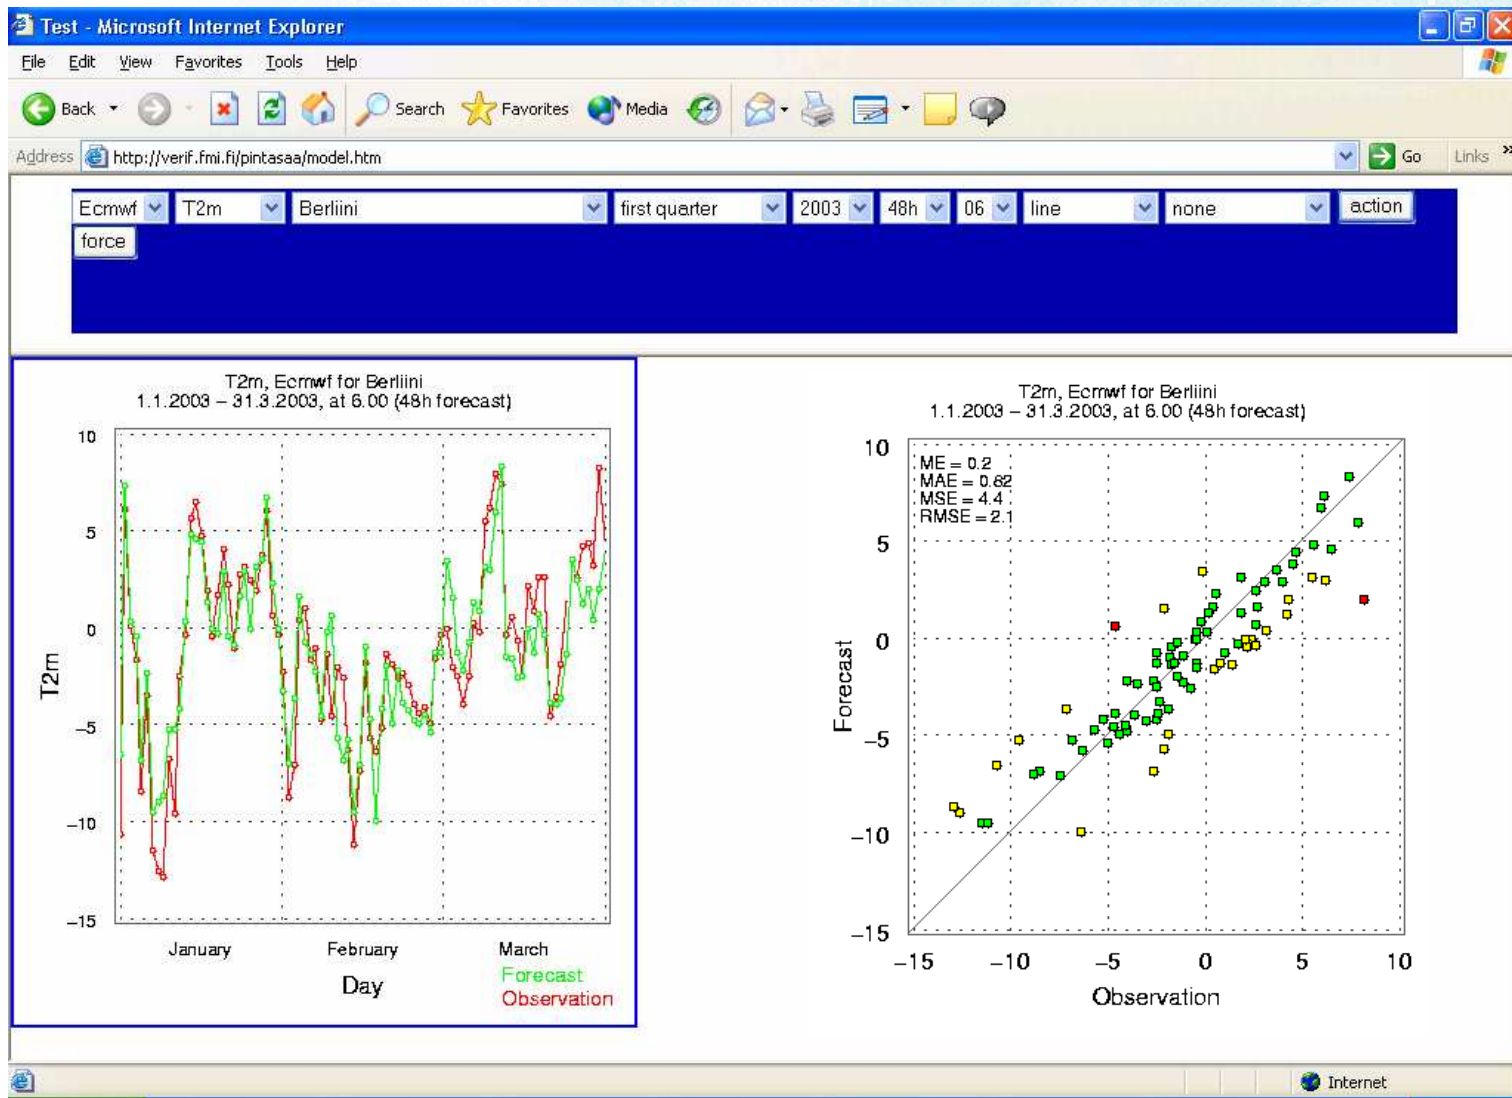 Test - Microsoft Internet Explorer
File Edit View Favorites Tools Help
Back Search Favorites Media
Address http://verif.fmi.fi/pintasaa/model.htm Go Links »
Ecmwf T2m Berliini first quarter 2003 48h 06 line none action
force
T2m, Ecmwf for Berliini
1.1.2003 – 31.3.2003, at 6.00 (48h forecast)
10
5
0
−5
−10
−15
T2m
January February March
Day
Forecast
Observation
T2m, Ecmwf for Berliini
1.1.2003 – 31.3.2003, at 6.00 (48h forecast)
ME = 0.2
MAE = 0.82
MSE = 4.4
RMSE = 2.1
10
5
0
−5
−10
−15
Forecast
−15 −10 −5 0 5 10
Observation
Internet